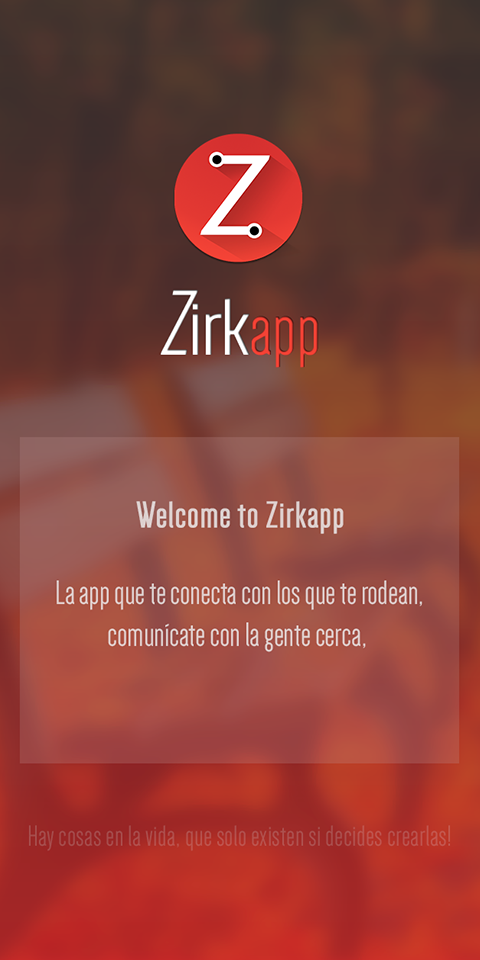 Z
Zirkapp
Welcome to Zirkapp
La app que te conecta con los que te rodean,
comunícate con la gente cerca,
Hay cosas en la vida, que solo existen si decides crearlas!